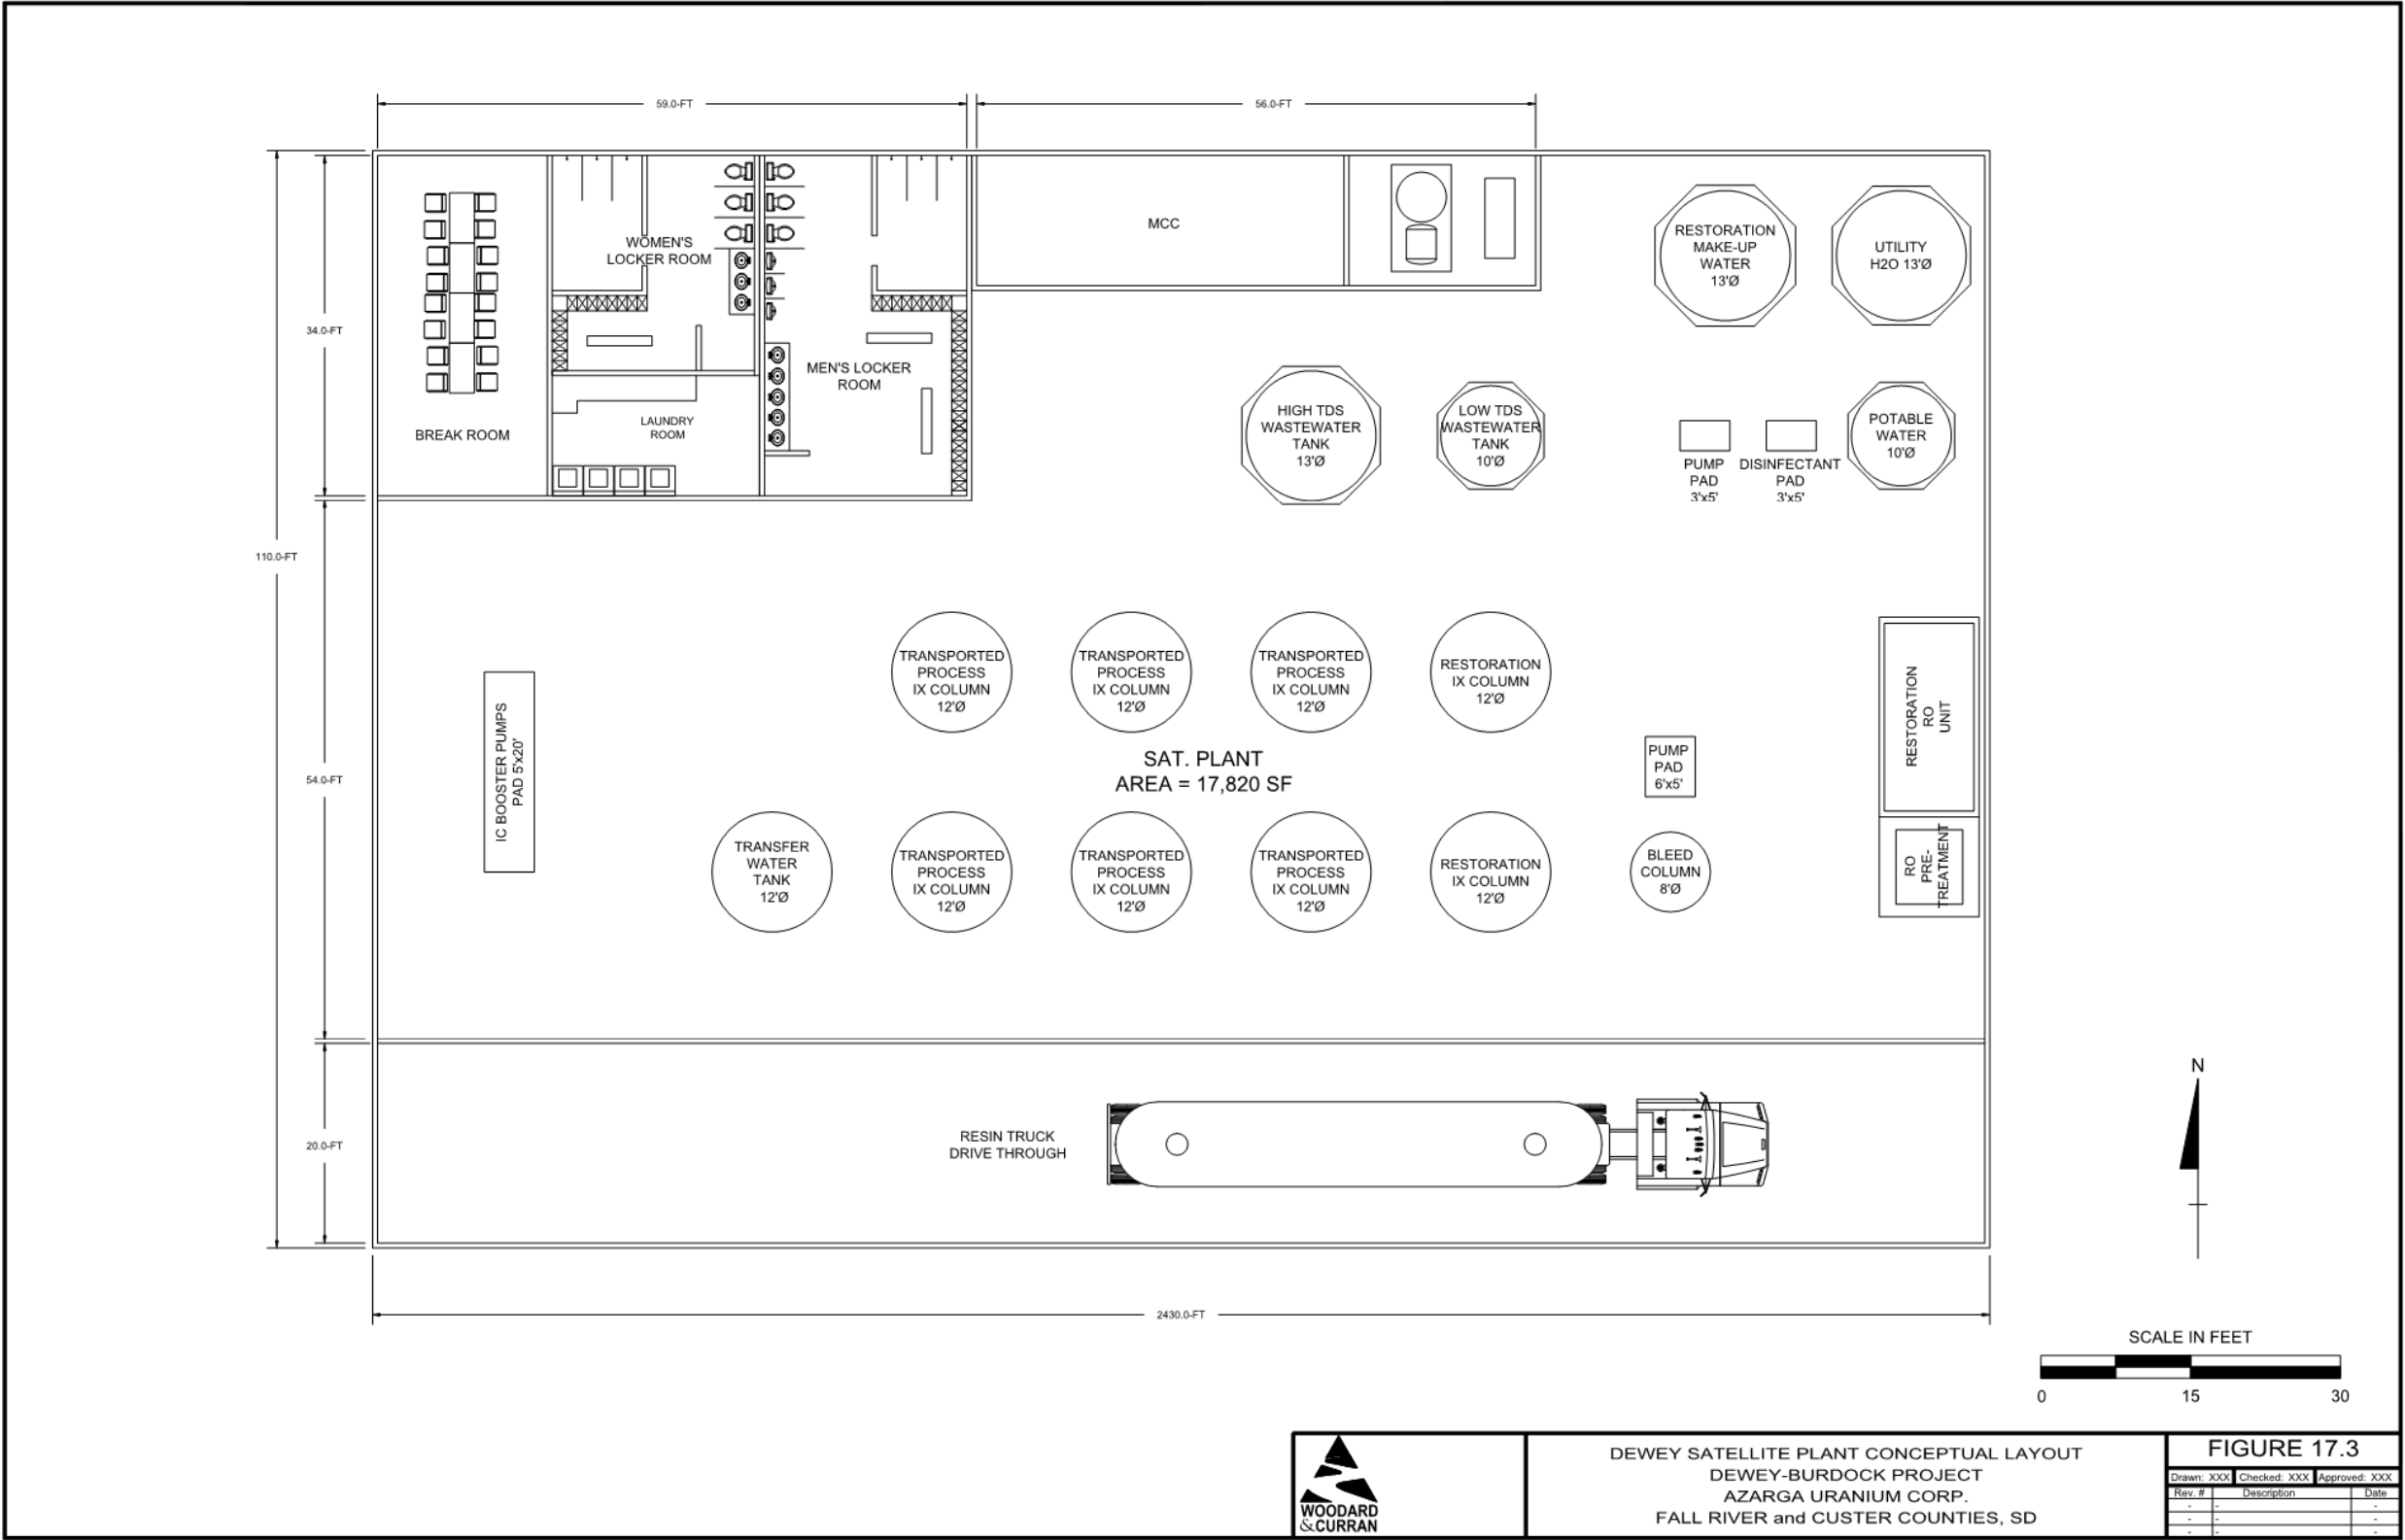 59.0-FT
56.0-FT
34.0-FT
110.0-FT
54.0-FT
20.0-FT
2430.0-FT
WOMEN'S
LOCKER ROOM
MEN'S LOCKER
ROOM
LAUNDRY
ROOM
BREAK ROOM
MCC
RESTORATION
MAKE-UP
WATER
13'Ø
UTILITY
H2O 13'Ø
HIGH TDS
WASTEWATER
TANK
13'Ø
LOW TDS
WASTEWATER
TANK
10'Ø
PUMP
PAD
3'x5'
DISINFECTANT
PAD
3'x5'
POTABLE
WATER
10'Ø
TRANSPORTED
PROCESS
IX COLUMN
12'Ø
TRANSPORTED
PROCESS
IX COLUMN
12'Ø
TRANSPORTED
PROCESS
IX COLUMN
12'Ø
RESTORATION
IX COLUMN
12'Ø
IC BOOSTER PUMPS
PAD 5'x20'
SAT. PLANT
AREA = 17,820 SF
PUMP
PAD
6'x5'
RESTORATION
RO
UNIT
TRANSFER
WATER
TANK
12'Ø
TRANSPORTED
PROCESS
IX COLUMN
12'Ø
TRANSPORTED
PROCESS
IX COLUMN
12'Ø
TRANSPORTED
PROCESS
IX COLUMN
12'Ø
RESTORATION
IX COLUMN
12'Ø
BLEED
COLUMN
8'Ø
RO
PRE-
TREATMENT
RESIN TRUCK
DRIVE THROUGH
N
SCALE IN FEET
0 15 30
WOODARD
&CURRAN
DEWEY SATELLITE PLANT CONCEPTUAL LAYOUT
DEWEY-BURDOCK PROJECT
AZARGA URANIUM CORP.
FALL RIVER and CUSTER COUNTIES, SD
FIGURE 17.3
Drawn: XXX Checked: XXX Approved: XXX
Rev. # Description Date
- - -
- - -
- - -